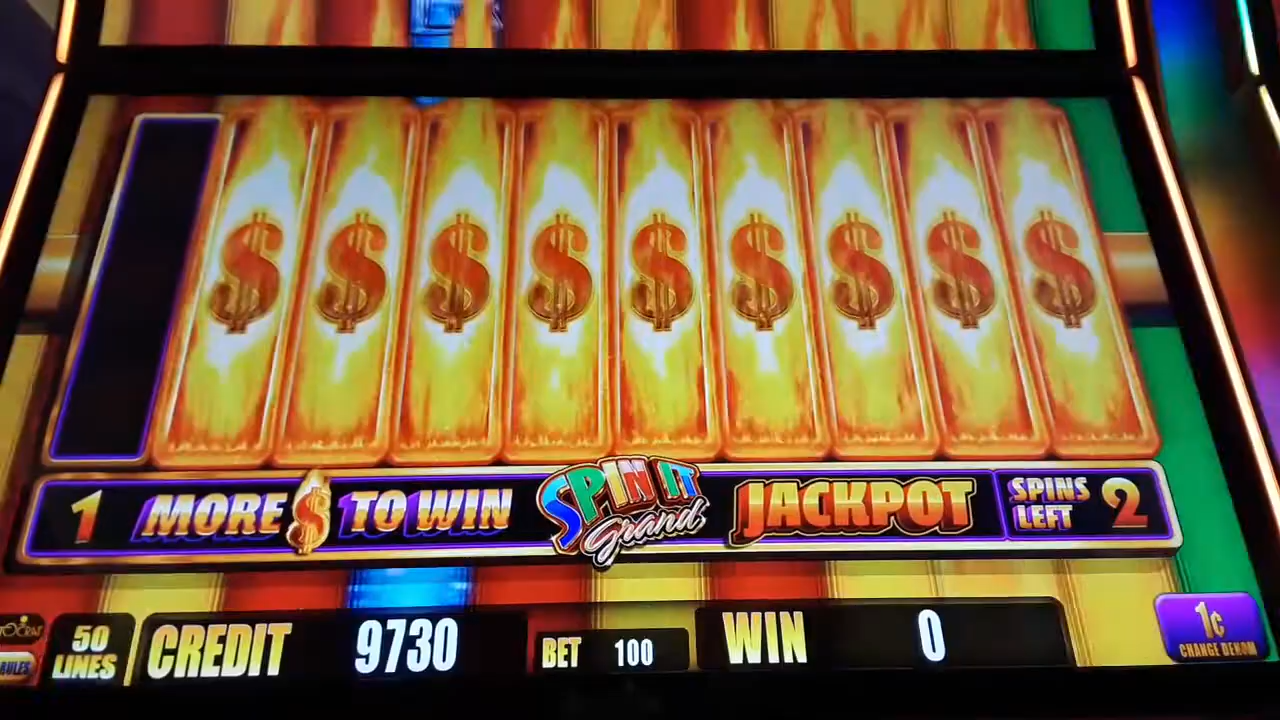 1 MORE $ TO WIN SPIN IT Grand JACKPOT SPINS LEFT 2
50 LINES
CREDIT 9730
BET 100
WIN 0
1¢ CHANGE DENOM
RULES